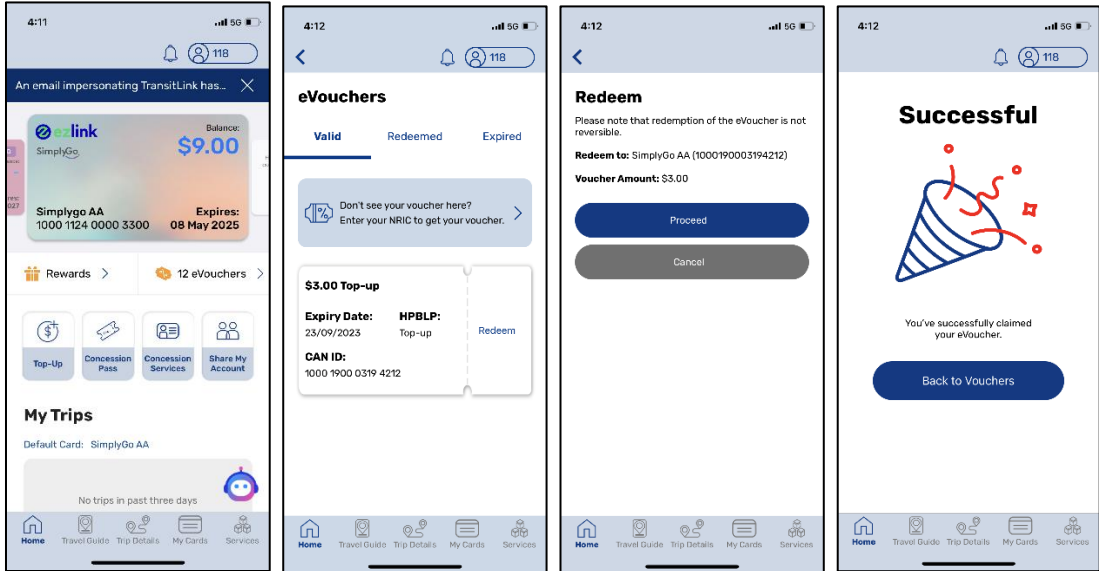 4:11
5G
118
An email impersonating TransitLink has...
ezlink
SimplyGo
Balance:
$9.00
Simplygo AA
1000 1124 0000 3300
Expires:
08 May 2025
Rewards >
12 eVouchers >
Top-Up
Concession
Pass
Concession
Services
Share My
Account
My Trips
Default Card: SimplyGo AA
No trips in past three days
Home
Travel Guide
Trip Details
My Cards
Services
4:12
5G
118
eVouchers
Valid
Redeemed
Expired
Don't see your voucher here?
Enter your NRIC to get your voucher.
$3.00 Top-up
Expiry Date:
HPBLP:
23/09/2023
Top-up
Redeem
CAN ID:
1000 1900 0319 4212
Home
Travel Guide
Trip Details
My Cards
Services
4:12
5G
118
Redeem
Please note that redemption of the eVoucher is not
reversible.
Redeem to: SimplyGo AA (1000190003194212)
Voucher Amount: $3.00
Proceed
Cancel
Home
Travel Guide
Trip Details
My Cards
Services
4:12
5G
118
Successful
You've successfully claimed
your eVoucher.
Back to Vouchers
Home
Travel Guide
Trip Details
My Cards
Services